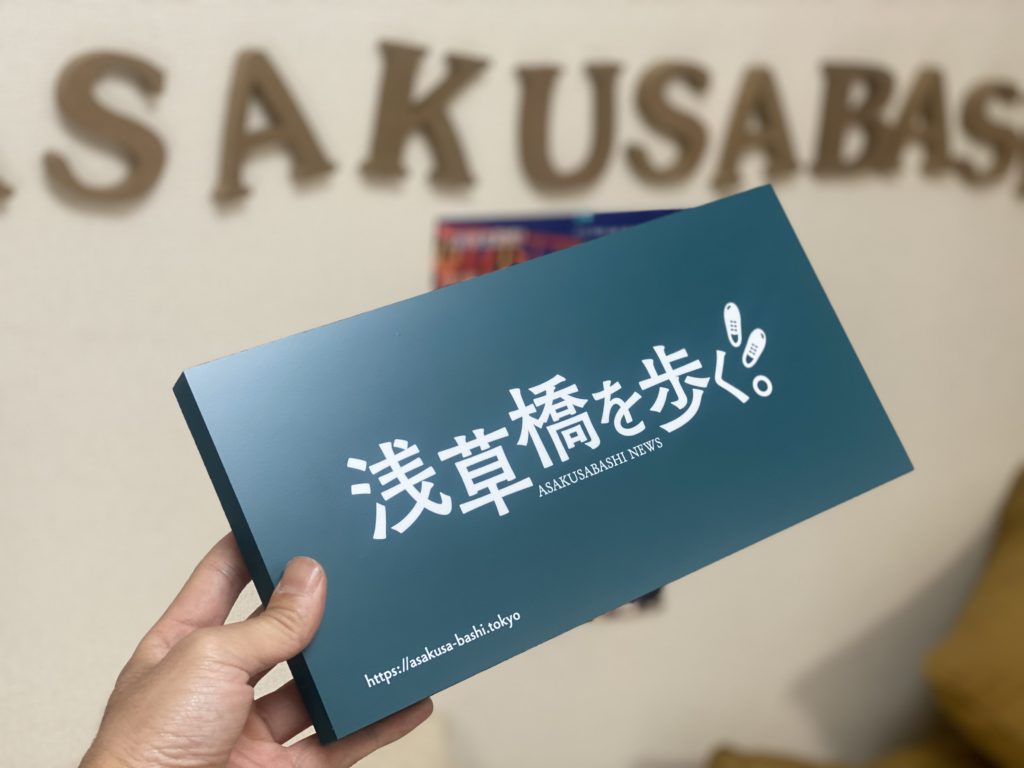 ASAKUSABAS
浅草橋を歩く。
ASAKUSABASHI NEWS
https://asakusa-bashi.tokyo